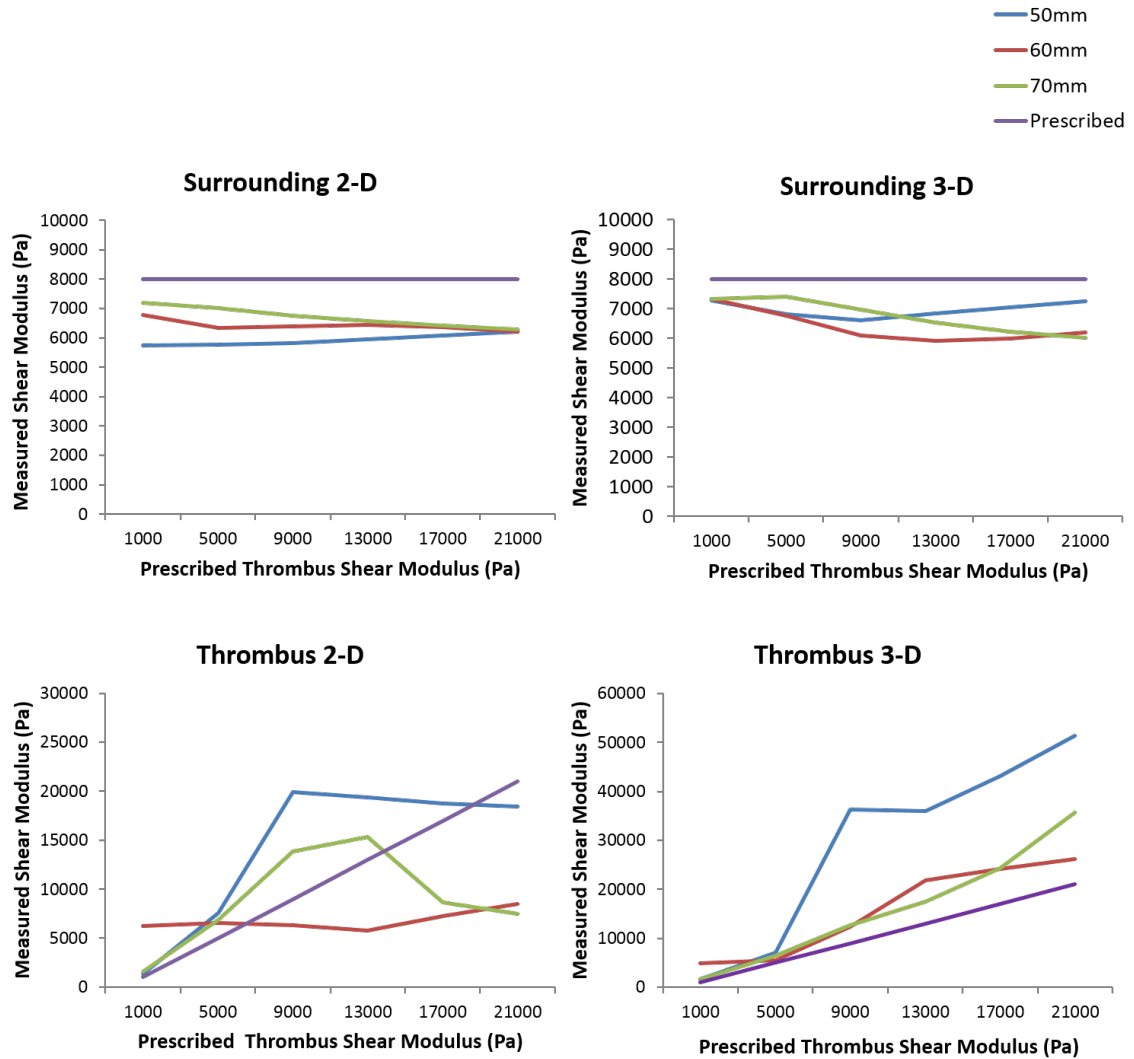 50mm
60mm
70mm
Prescribed
Surrounding 2-D
Measured Shear Modulus (Pa)
10000
9000
8000
7000
6000
5000
4000
3000
2000
1000
0
1000 5000 9000 13000 17000 21000
Prescribed Thrombus Shear Modulus (Pa)
Surrounding 3-D
Measured Shear Modulus (Pa)
10000
9000
8000
7000
6000
5000
4000
3000
2000
1000
0
1000 5000 9000 13000 17000 21000
Prescribed Thrombus Shear Modulus (Pa)
Thrombus 2-D
Measured Shear Modulus (Pa)
30000
25000
20000
15000
10000
5000
0
1000 5000 9000 13000 17000 21000
Prescribed Thrombus Shear Modulus (Pa)
Thrombus 3-D
Measured Shear Modulus (Pa)
60000
50000
40000
30000
20000
10000
0
1000 5000 9000 13000 17000 21000
Prescribed Thrombus Shear Modulus (Pa)